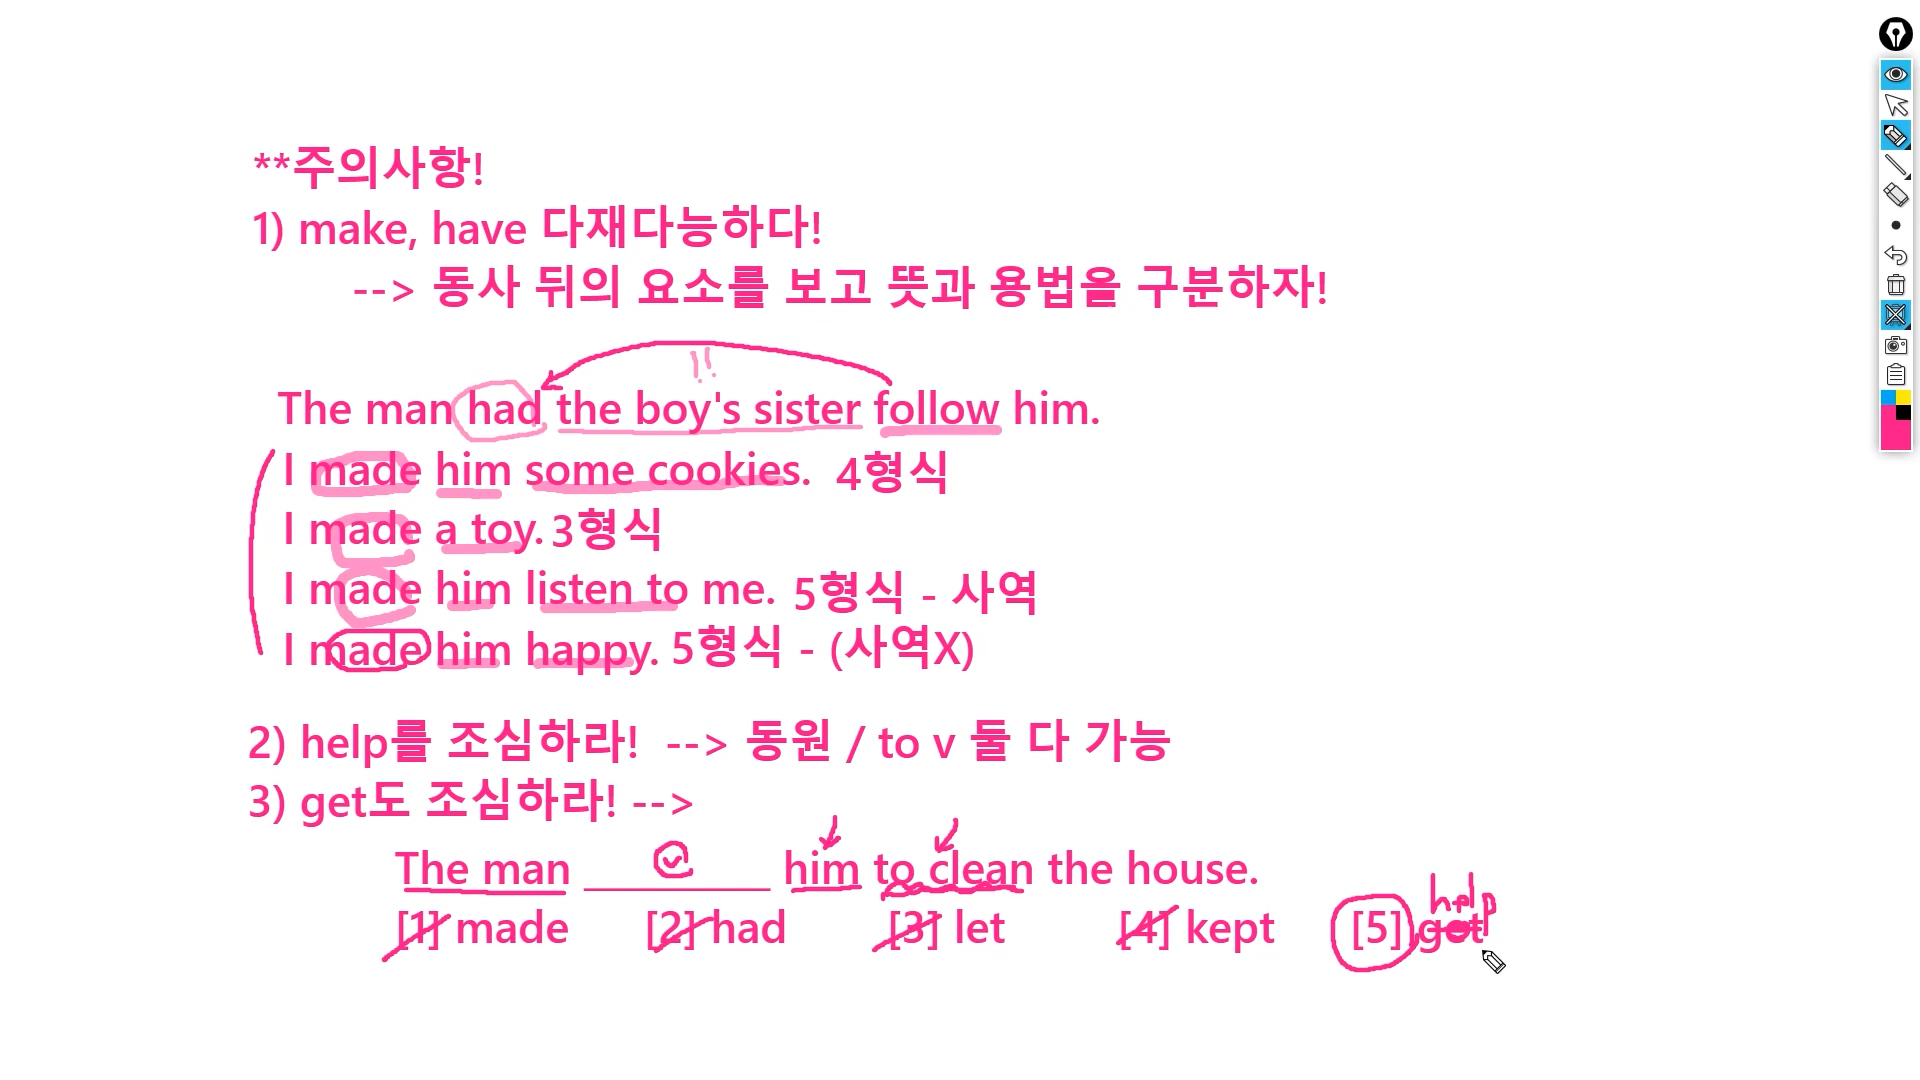 **주의사항!
1) make, have 다재다능하다!
--> 동사 뒤의 요소를 보고 뜻과 용법을 구분하자!
!!
The man had the boy's sister follow him.
I made him some cookies. 4형식
I made a toy. 3형식
I made him listen to me. 5형식 - 사역
I made him happy. 5형식 - (사역X)
2) help를 조심하라! --> 동원 / to v 둘 다 가능
3) get도 조심하라! -->
The man ________ him to clean the house.
help
[1] made [2] had [3] let [4] kept [5] got